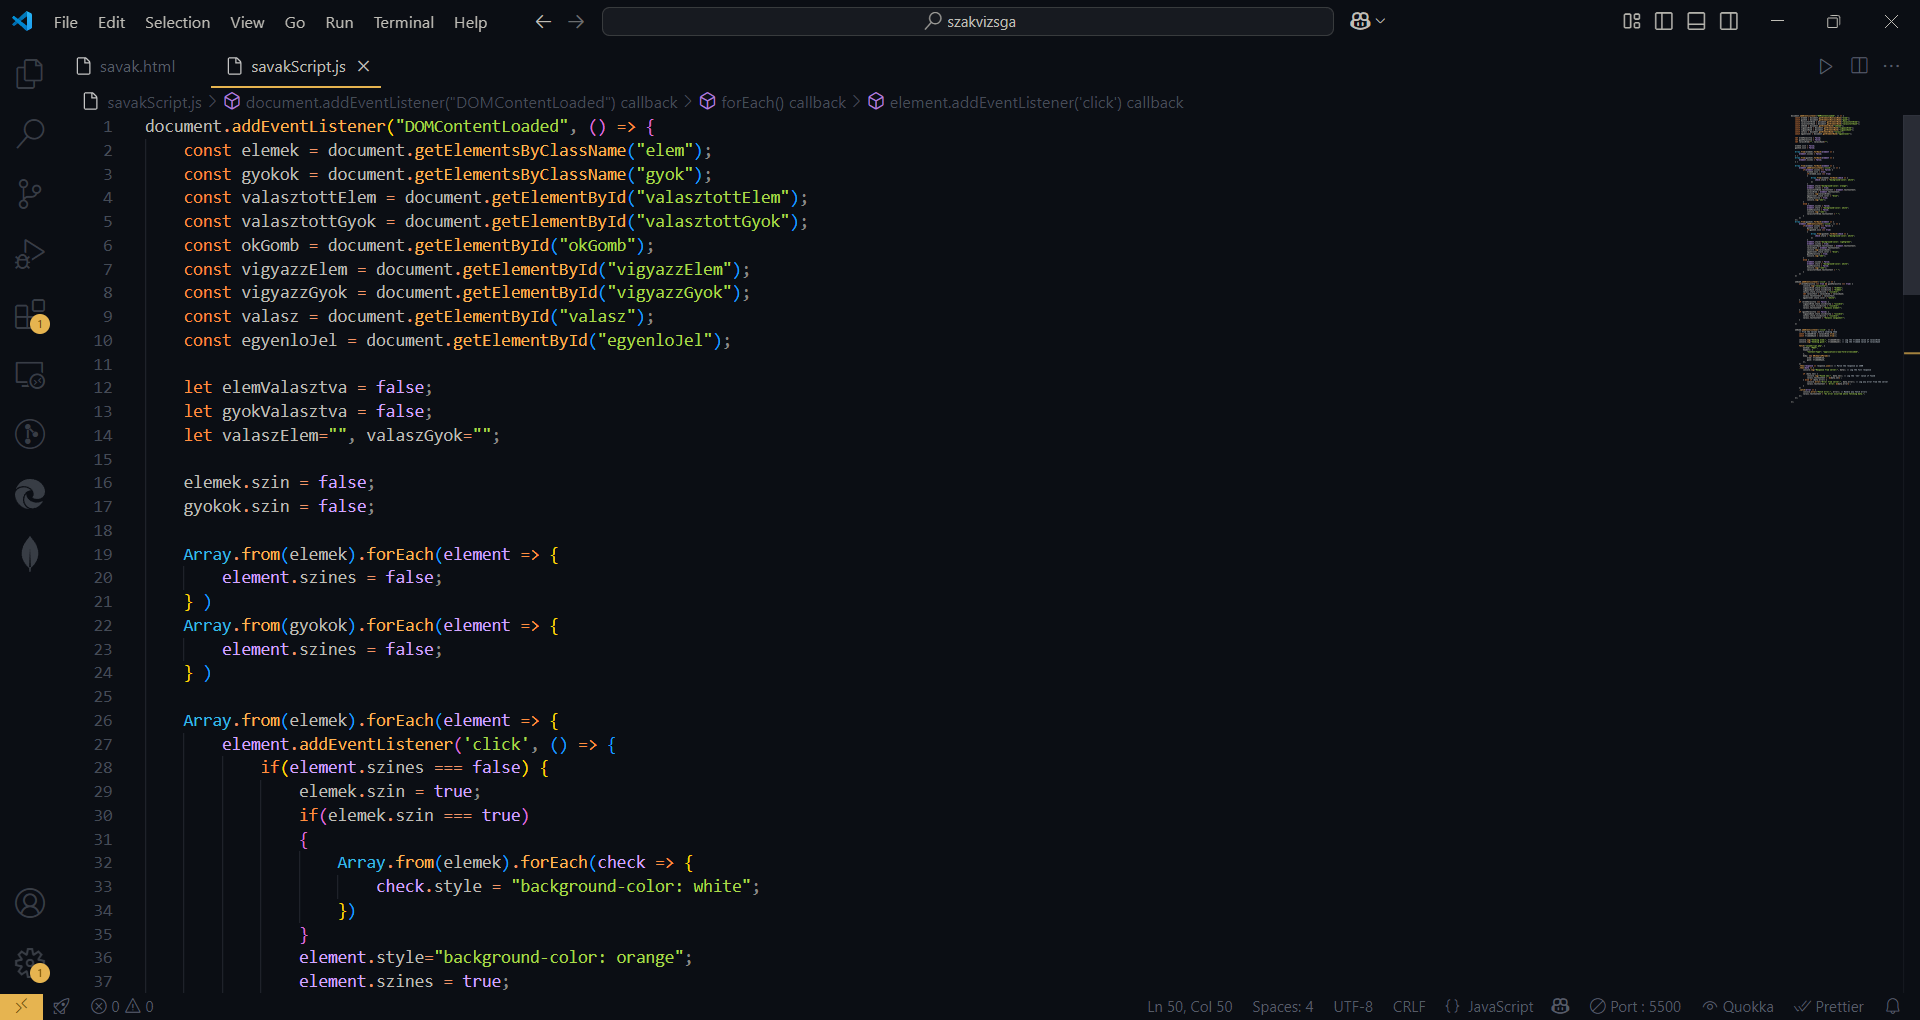 File Edit Selection View Go Run Terminal Help szakvizsga
savak.html savakScript.js
savakScript.js > document.addEventListener("DOMContentLoaded") callback > forEach() callback > element.addEventListener('click') callback
1 document.addEventListener("DOMContentLoaded", () => {
2 const elemek = document.getElementsByClassName("elem");
3 const gyokok = document.getElementsByClassName("gyok");
4 const valasztottElem = document.getElementById("valasztottElem");
5 const valasztottGyok = document.getElementById("valasztottGyok");
6 const okGomb = document.getElementById("okGomb");
7 const vigyazzElem = document.getElementById("vigyazzElem");
8 const vigyazzGyok = document.getElementById("vigyazzGyok");
9 const valasz = document.getElementById("valasz");
10 const egyenloJel = document.getElementById("egyenloJel");
11
12 let elemValasztva = false;
13 let gyokValasztva = false;
14 let valaszElem="", valaszGyok="";
15
16 elemek.szin = false;
17 gyokok.szin = false;
18
19 Array.from(elemek).forEach(element => {
20 element.szines = false;
21 } )
22 Array.from(gyokok).forEach(element => {
23 element.szines = false;
24 } )
25
26 Array.from(elemek).forEach(element => {
27 element.addEventListener('click', () => {
28 if(element.szines === false) {
29 elemek.szin = true;
30 if(elemek.szin === true)
31 {
32 Array.from(elemek).forEach(check => {
33 check.style = "background-color: white";
34 })
35 }
36 element.style="background-color: orange";
37 element.szines = true;
1
1
0 0 Ln 50, Col 50 Spaces: 4 UTF-8 CRLF {} JavaScript Port : 5500 Quokka Prettier